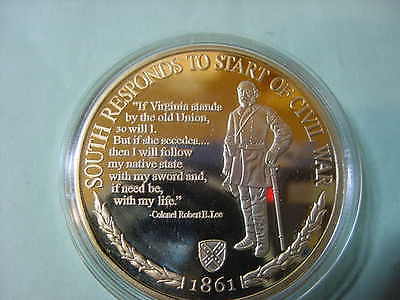 SOUTH RESPONDS TO START OF CIVIL WAR
"If Virginia stands
by the old Union,
so will I.
But if she secedes....
then I will follow
my native state
with my sword and,
if need be,
with my life."
-Colonel Robert E. Lee
1861